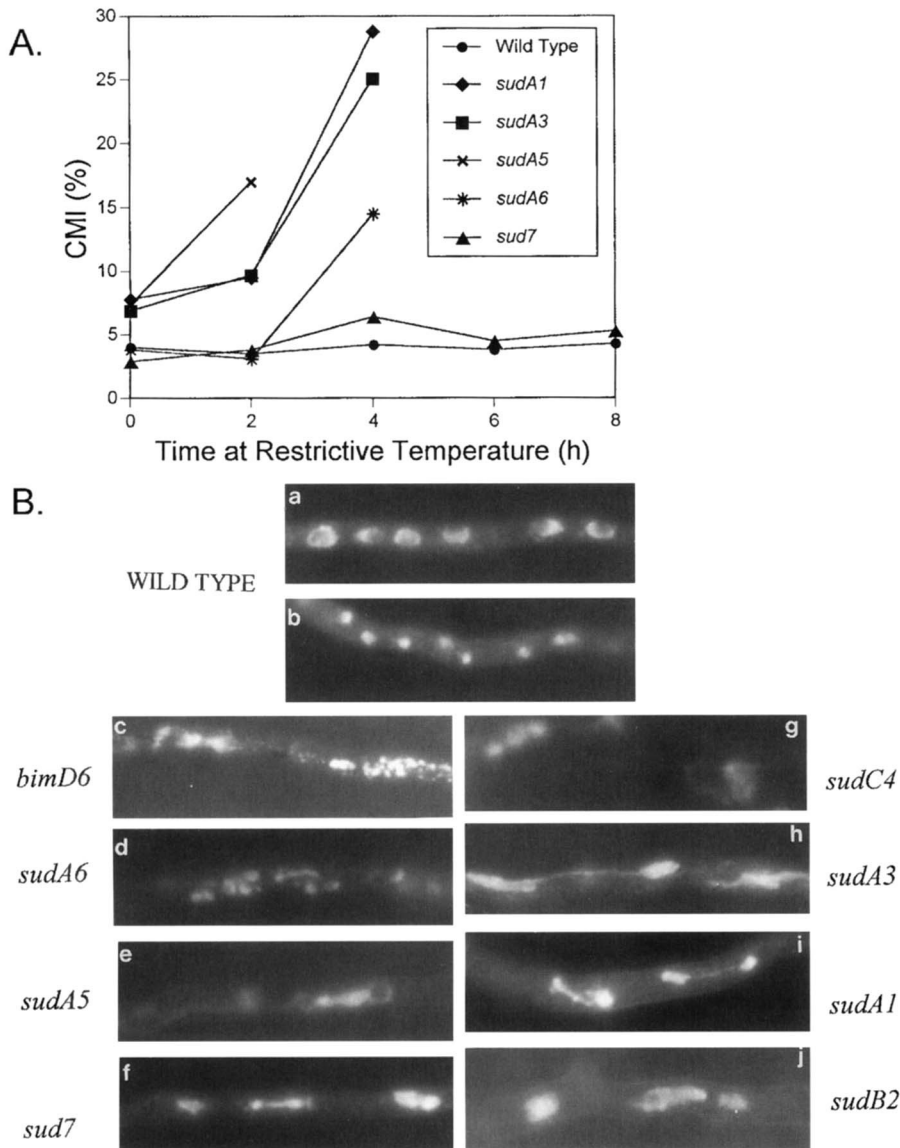 A.
CMI (%)
30
25
20
15
10
5
0
0 2 4 6 8
Time at Restrictive Temperature (h)
Wild Type
sudA1
sudA3
sudA5
sudA6
sud7
B.
WILD TYPE
a
b
bimD6
c
sudA6
d
sudA5
e
sud7
f
g
sudC4
h
sudA3
i
sudA1
j
sudB2